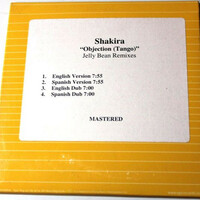 Shakira
"Objection (Tango)"
Jelly Bean Remixes
1. English Version 7:55
2. Spanish Version 7:55
3. English Dub 7:00
4. Spanish Dub 7:00
MASTERED